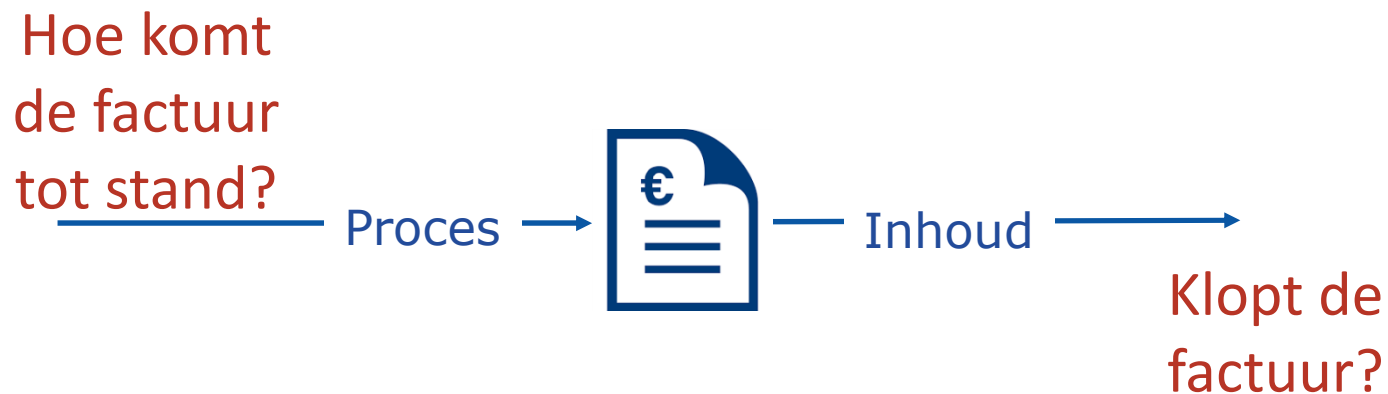 Hoe komt
de factuur
tot stand?
Proces
€
Inhoud
Klopt de
factuur?